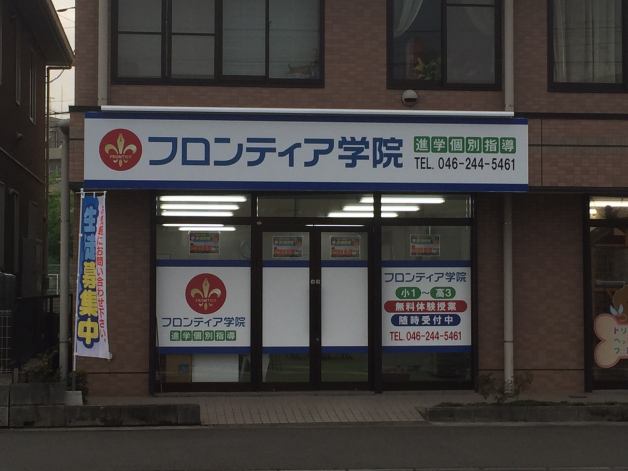 フロンティア学院
進学個別指導
TEL. 046-244-5461
FRONTIER
生徒募集中
フロンティア学院
進学個別指導
フロンティア学院
小1～高3
無料体験授業
随時受付中
TEL. 046-244-5461